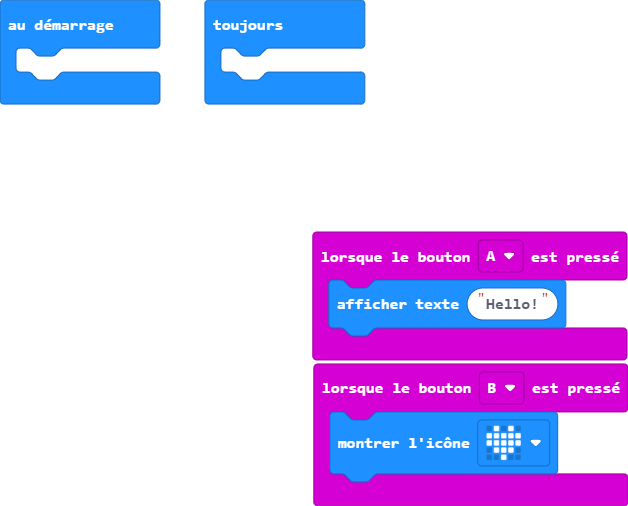 au démarrage
toujours
lorsque le bouton A est pressé
afficher texte "Hello!"
lorsque le bouton B est pressé
montrer l'icône